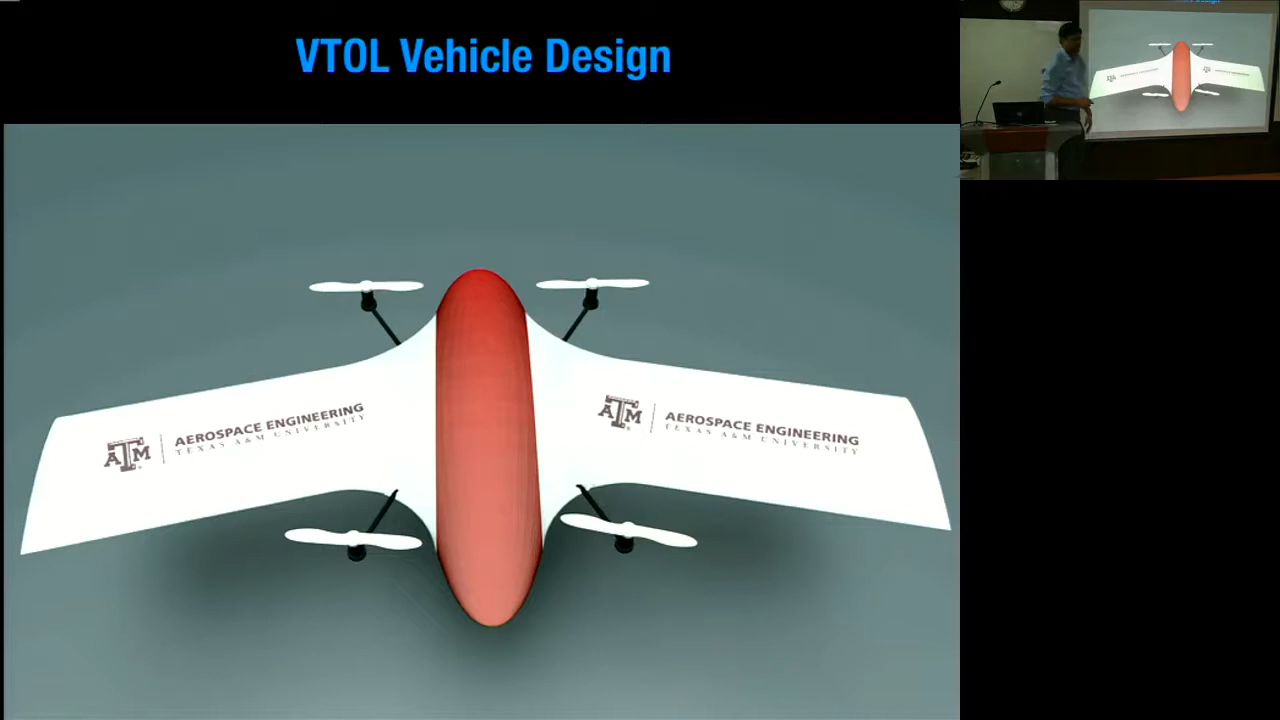 VTOL Vehicle Design
ATM
AEROSPACE ENGINEERING
TEXAS A&M UNIVERSITY
ATM
AEROSPACE ENGINEERING
TEXAS A&M UNIVERSITY